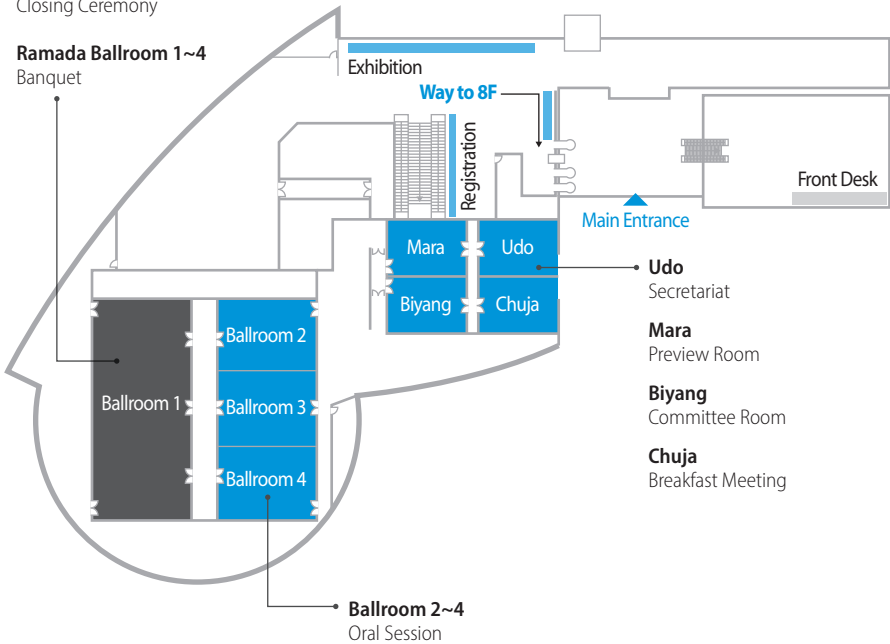 Closing Ceremony
Ramada Ballroom 1~4
Banquet
Exhibition
Way to 8F
Registration
Front Desk
Main Entrance
Mara
Udo
Biyang
Chuja
Udo
Secretariat
Mara
Preview Room
Biyang
Committee Room
Chuja
Breakfast Meeting
Ballroom 1
Ballroom 2
Ballroom 3
Ballroom 4
Ballroom 2~4
Oral Session